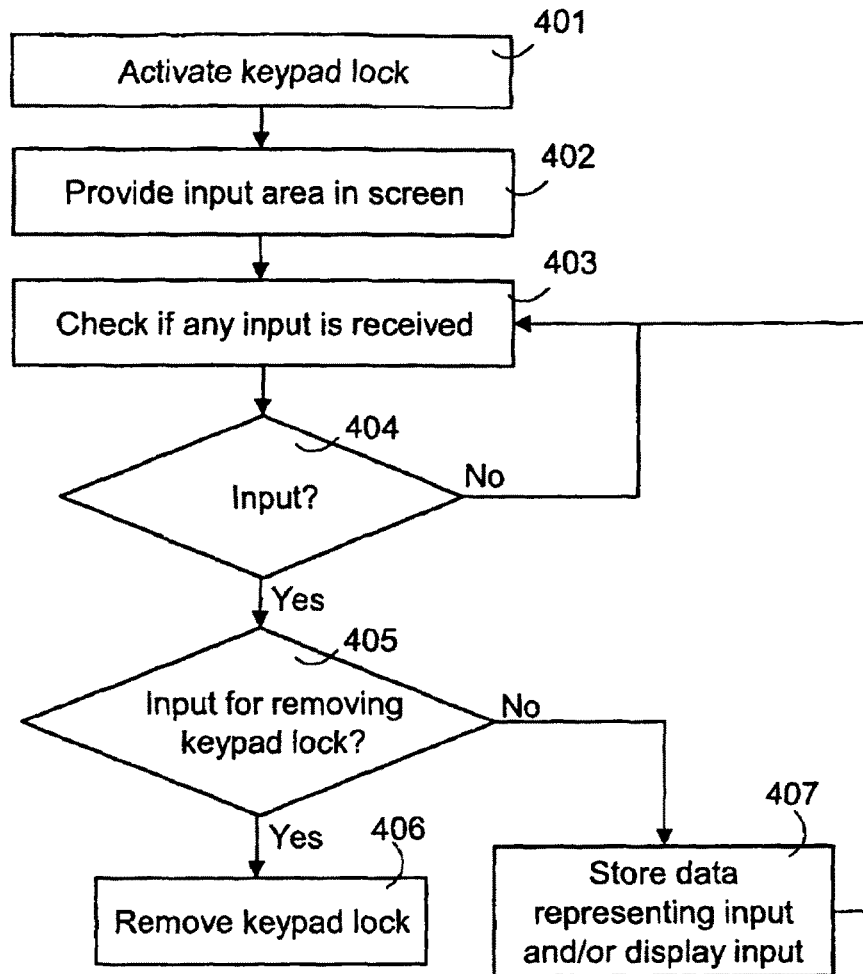 401
Activate keypad lock
402
Provide input area in screen
403
Check if any input is received
404
Input?
No
Yes
405
Input for removing
keypad lock?
No
Yes
406
Remove keypad lock
407
Store data
representing input
and/or display input